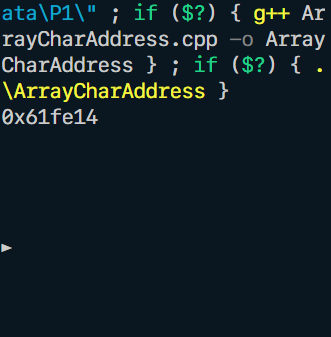 ata\P1\" ; if ($?) { g++ Ar
rayCharAddress.cpp -o Array
CharAddress } ; if ($?) { .
\ArrayCharAddress }
0x61fe14